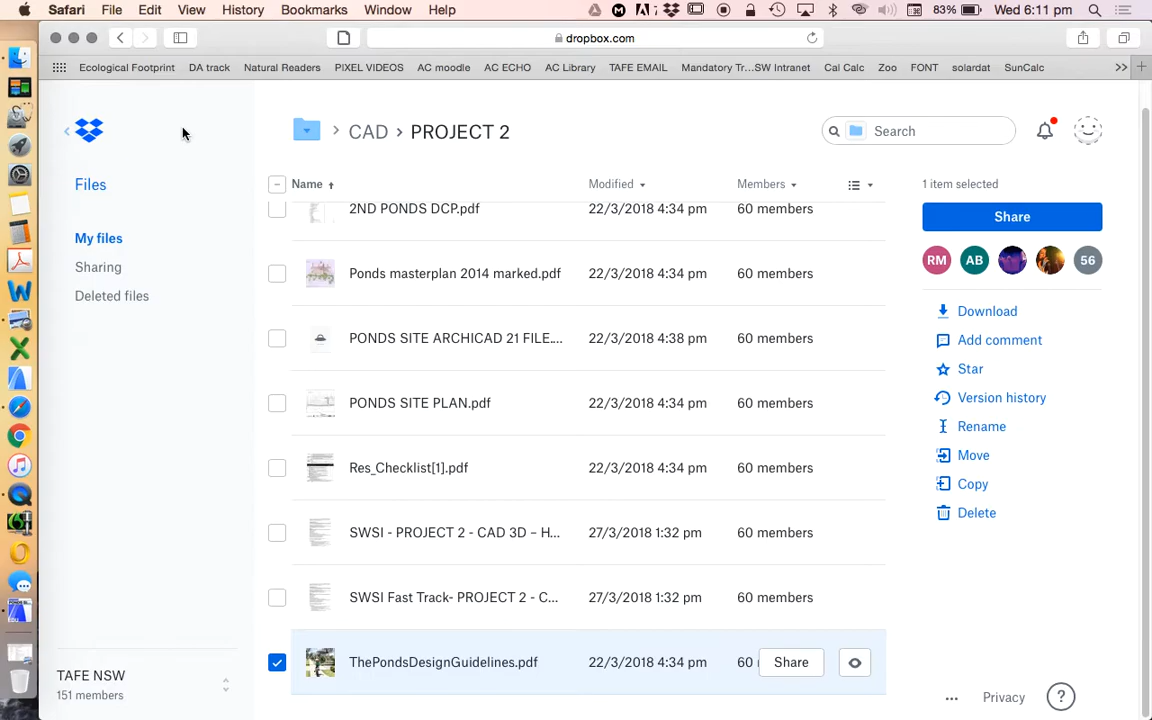 Safari File Edit View History Bookmarks Window Help 7 83% Wed 6:11 pm
dropbox.com
Ecological Footprint DA track Natural Readers PIXEL VIDEOS AC moodle AC ECHO AC Library TAFE EMAIL Mandatory Tr...SW Intranet Cal Calc Zoo FONT solardat SunCalc >> +
CAD > PROJECT 2
Search
Files
Name Modified Members
1 item selected
Share
2ND PONDS DCP.pdf 22/3/2018 4:34 pm 60 members
My files
Sharing
Deleted files
RM AB 56
Ponds masterplan 2014 marked.pdf 22/3/2018 4:34 pm 60 members
Download
PONDS SITE ARCHICAD 21 FILE.... 22/3/2018 4:38 pm 60 members
Add comment
Star
Version history
PONDS SITE PLAN.pdf 22/3/2018 4:34 pm 60 members
Rename
Move
Res_Checklist[1].pdf 22/3/2018 4:34 pm 60 members
Copy
Delete
SWSI - PROJECT 2 - CAD 3D – H... 27/3/2018 1:32 pm 60 members
SWSI Fast Track- PROJECT 2 - C... 27/3/2018 1:32 pm 60 members
ThePondsDesignGuidelines.pdf 22/3/2018 4:34 pm 60 Share
TAFE NSW
151 members
... Privacy ?